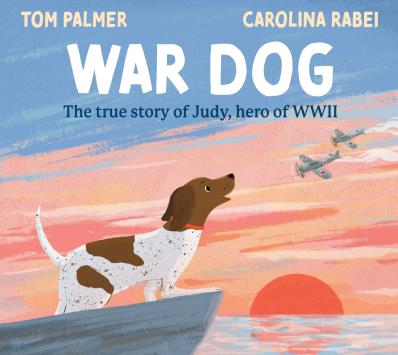 TOM PALMER CAROLINA RABEI
WAR DOG
The true story of Judy, hero of WWII